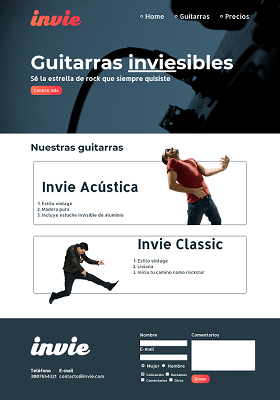 invie
Home
Guitarras
Precios
Guitarras inviesibles
Sé la estrella de rock que siempre quisiste
Conoce más
Nuestras guitarras
Invie Acústica
1. Estilo vintage
2. Madera pura
3. Incluye estuche invisible de aluminio
Invie Classic
1. Estilo vintage
2. Liviana
3. Inicia tu camino como rockstar
invie
Teléfono
3007654321
E-mail
contacto@invie.com
Nombre
E-mail
Mujer Hombre
Cotización Reclamos
Comentarios Otros
Comentarios
Enviar